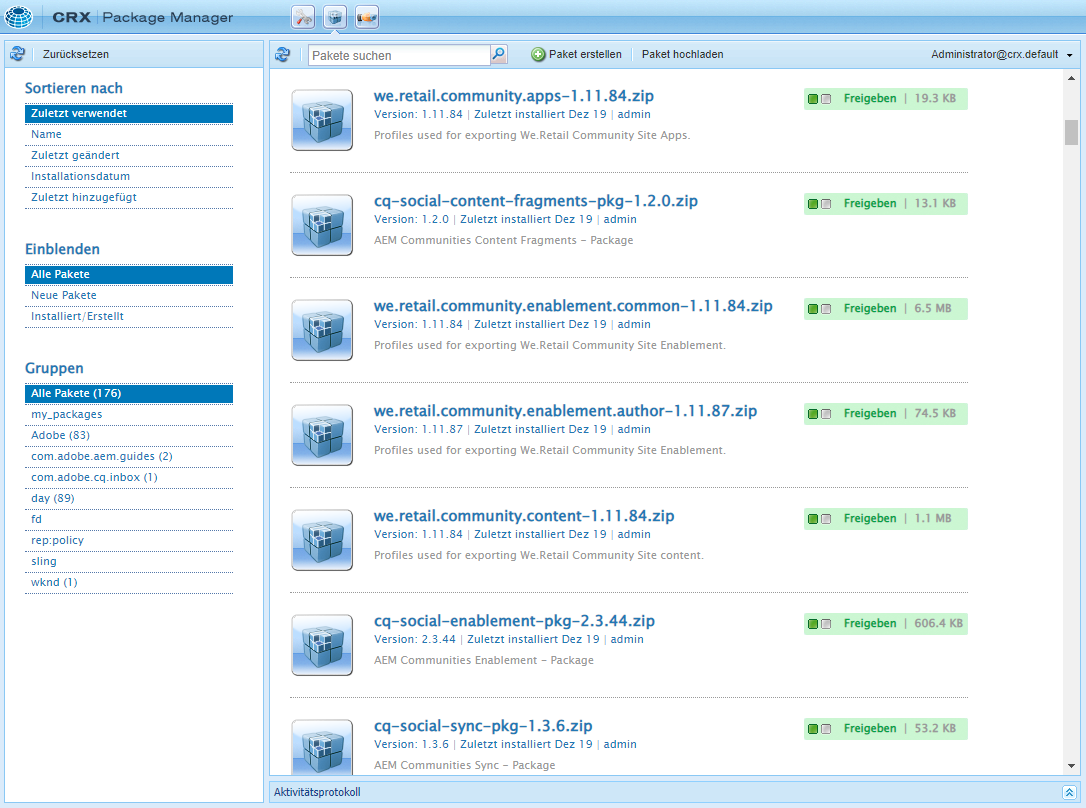 CRX Package Manager
Zurücksetzen
Sortieren nach
Zuletzt verwendet
Name
Zuletzt geändert
Installationsdatum
Zuletzt hinzugefügt
Einblenden
Alle Pakete
Neue Pakete
Installiert/Erstellt
Gruppen
Alle Pakete (176)
my_packages
Adobe (83)
com.adobe.aem.guides (2)
com.adobe.cq.inbox (1)
day (89)
fd
rep:policy
sling
wknd (1)
Pakete suchen Paket erstellen Paket hochladen Administrator@crx.default
we.retail.community.apps-1.11.84.zip Freigeben | 19.3 KB
Version: 1.11.84 | Zuletzt installiert Dez 19 | admin
Profiles used for exporting We.Retail Community Site Apps.
cq-social-content-fragments-pkg-1.2.0.zip Freigeben | 13.1 KB
Version: 1.2.0 | Zuletzt installiert Dez 19 | admin
AEM Communities Content Fragments - Package
we.retail.community.enablement.common-1.11.84.zip Freigeben | 6.5 MB
Version: 1.11.84 | Zuletzt installiert Dez 19 | admin
Profiles used for exporting We.Retail Community Site Enablement.
we.retail.community.enablement.author-1.11.87.zip Freigeben | 74.5 KB
Version: 1.11.87 | Zuletzt installiert Dez 19 | admin
Profiles used for exporting We.Retail Community Site Enablement.
we.retail.community.content-1.11.84.zip Freigeben | 1.1 MB
Version: 1.11.84 | Zuletzt installiert Dez 19 | admin
Profiles used for exporting We.Retail Community Site content.
cq-social-enablement-pkg-2.3.44.zip Freigeben | 606.4 KB
Version: 2.3.44 | Zuletzt installiert Dez 19 | admin
AEM Communities Enablement - Package
cq-social-sync-pkg-1.3.6.zip Freigeben | 53.2 KB
Version: 1.3.6 | Zuletzt installiert Dez 19 | admin
AEM Communities Sync - Package
Aktivitätsprotokoll